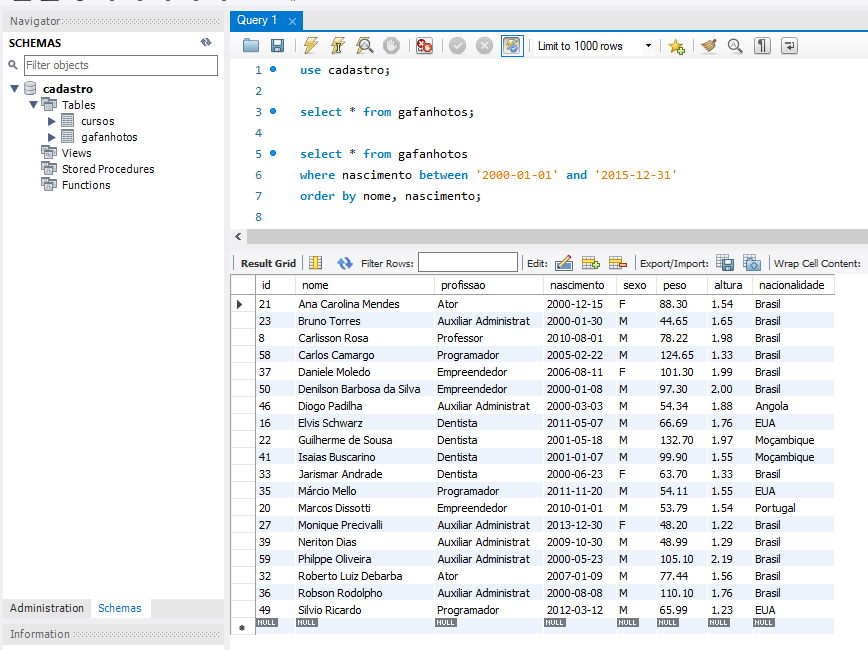 Navigator
SCHEMAS
Filter objects
cadastro
Tables
cursos
gafanhotos
Views
Stored Procedures
Functions
Administration Schemas
Information
Query 1
Limit to 1000 rows
1 use cadastro;
2
3 select * from gafanhotos;
4
5 select * from gafanhotos
6 where nascimento between '2000-01-01' and '2015-12-31'
7 order by nome, nascimento;
8
Result Grid Filter Rows: Edit: Export/Import: Wrap Cell Content:
id nome profissao nascimento sexo peso altura nacionalidade
21 Ana Carolina Mendes Ator 2000-12-15 F 88.30 1.54 Brasil
23 Bruno Torres Auxiliar Administrat 2000-01-30 M 44.65 1.65 Brasil
8 Carlisson Rosa Professor 2010-08-01 M 78.22 1.98 Brasil
58 Carlos Camargo Programador 2005-02-22 M 124.65 1.33 Brasil
37 Daniele Moledo Empreendedor 2006-08-11 F 101.30 1.99 Brasil
50 Denilson Barbosa da Silva Empreendedor 2000-01-08 M 97.30 2.00 Brasil
46 Diogo Padilha Auxiliar Administrat 2000-03-03 M 54.34 1.88 Angola
16 Elvis Schwarz Dentista 2011-05-07 M 66.69 1.76 EUA
22 Guilherme de Sousa Dentista 2001-05-18 M 132.70 1.97 Moçambique
41 Isaias Buscarino Dentista 2001-01-07 M 99.90 1.55 Moçambique
33 Jarismar Andrade Dentista 2000-06-23 F 63.70 1.33 Brasil
35 Márcio Mello Programador 2011-11-20 M 54.11 1.55 EUA
20 Marcos Dissotti Empreendedor 2010-01-01 M 53.79 1.54 Portugal
27 Monique Precivalli Auxiliar Administrat 2013-12-30 F 48.20 1.22 Brasil
39 Neriton Dias Auxiliar Administrat 2009-10-30 M 48.99 1.29 Brasil
59 Philppe Oliveira Auxiliar Administrat 2000-05-23 M 105.10 2.19 Brasil
32 Roberto Luiz Debarba Ator 2007-01-09 M 77.44 1.56 Brasil
36 Robson Rodolpho Auxiliar Administrat 2000-08-08 M 110.10 1.76 Brasil
49 Silvio Ricardo Programador 2012-03-12 M 65.99 1.23 EUA
NULL NULL NULL NULL NULL NULL NULL NULL